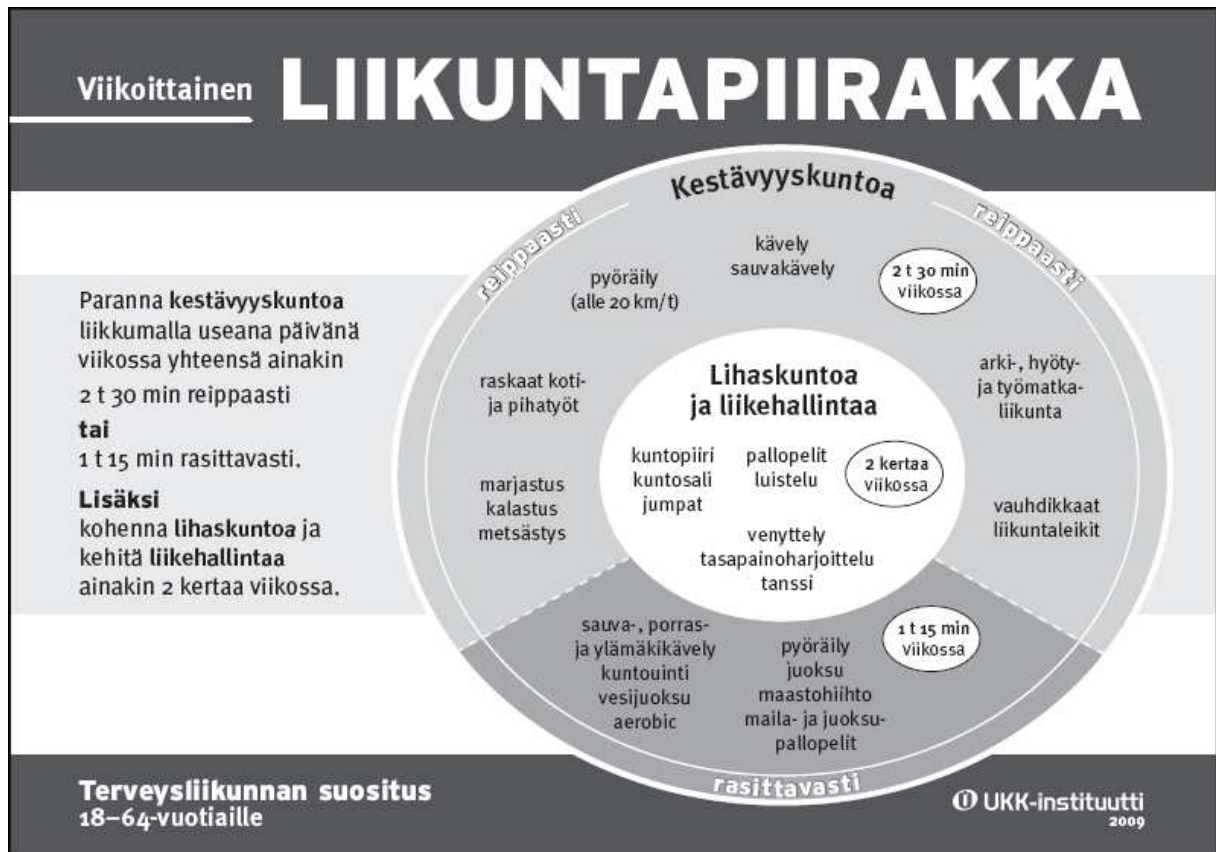 Viikoittainen LIIKUNTAPIIRAKKA
Paranna kestävyyskuntoa
liikkumalla useana päivänä
viikossa yhteensä ainakin
2 t 30 min reippaasti
tai
1 t 15 min rasittavasti.
Lisäksi
kohenna lihaskuntoa ja
kehitä liikehallintaa
ainakin 2 kertaa viikossa.
Kestävyyskuntoa
reippaasti
reippaasti
kävely
sauvakävely
2 t 30 min
viikossa
pyöräily
(alle 20 km/t)
raskaat koti-
ja pihatyöt
marjastus
kalastus
metsästys
arki-, hyöty-
ja työmatka-
liikunta
vauhdikkaat
liikuntaleikit
Lihaskuntoa
ja liikehallintaa
kuntopiiri
kuntosali
jumpat
pallopelit
luistelu
2 kertaa
viikossa
venyttely
tasapainoharjoittelu
tanssi
sauva-, porras-
ja ylämäkikävely
kuntouinti
vesijuoksu
aerobic
pyöräily
juoksu
maastohiihto
maila- ja juoksu-
pallopelit
1 t 15 min
viikossa
rasittavasti
Terveysliikunnan suositus
18–64-vuotiaille
UKK-instituutti
2009